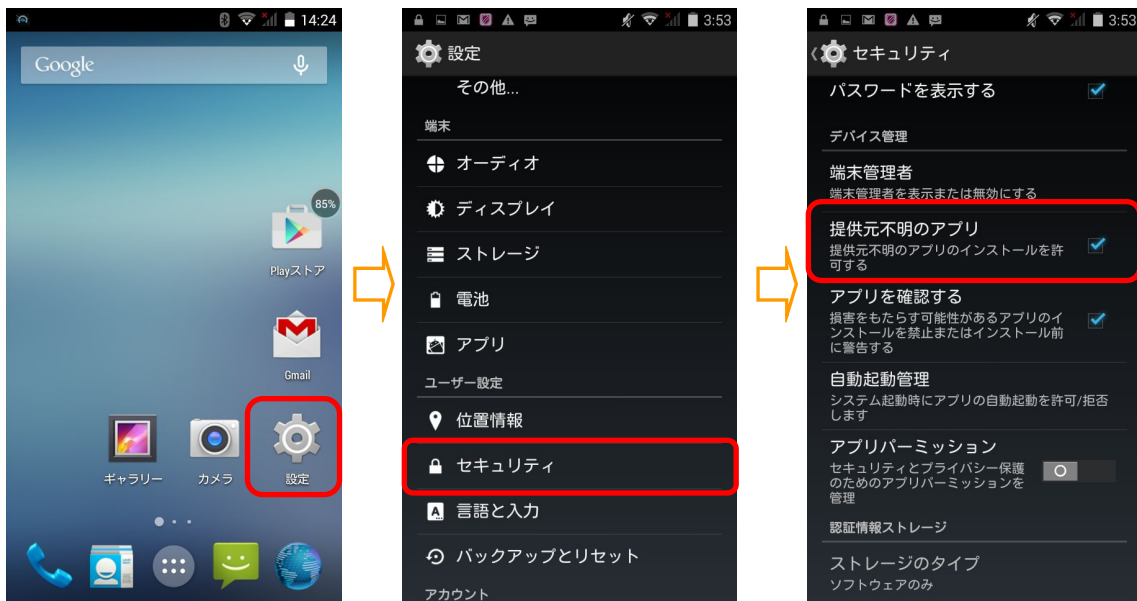 14:24
Google
85%
Playストア
Gmail
ギャラリー
カメラ
設定
3:53
設定
その他...
端末
オーディオ
ディスプレイ
ストレージ
電池
アプリ
ユーザー設定
位置情報
セキュリティ
言語と入力
バックアップとリセット
アカウント
3:53
セキュリティ
パスワードを表示する
デバイス管理
端末管理者
端末管理者を表示または無効にする
提供元不明のアプリ
提供元不明のアプリのインストールを許
可する
アプリを確認する
損害をもたらす可能性があるアプリのイ
ンストールを禁止またはインストール前
に警告する
自動起動管理
システム起動時にアプリの自動起動を許可/拒否
します
アプリパーミッション
セキュリティとプライバシー保護
のためのアプリパーミッションを
管理
認証情報ストレージ
ストレージのタイプ
ソフトウェアのみ